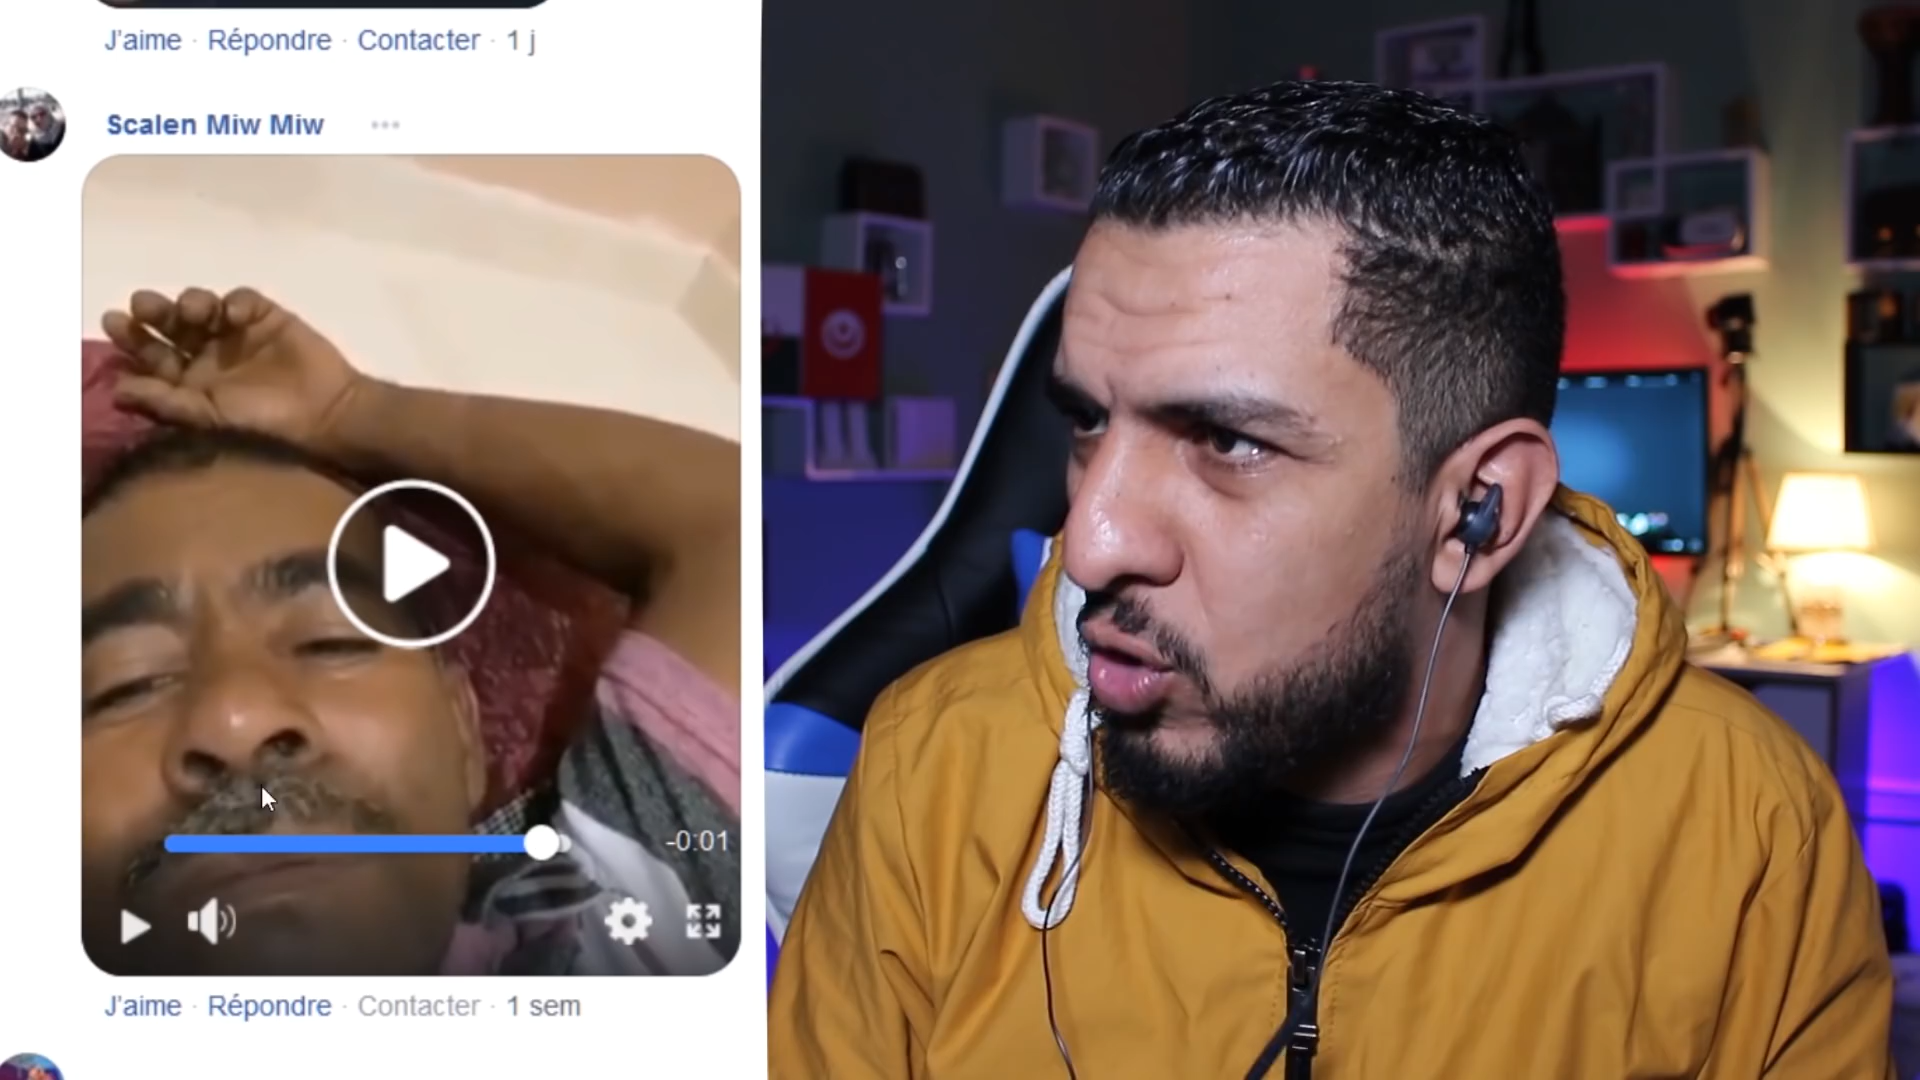 J'aime · Répondre · Contacter · 1 j
Scalen Miw Miw ...
-0:01
J'aime · Répondre · Contacter · 1 sem